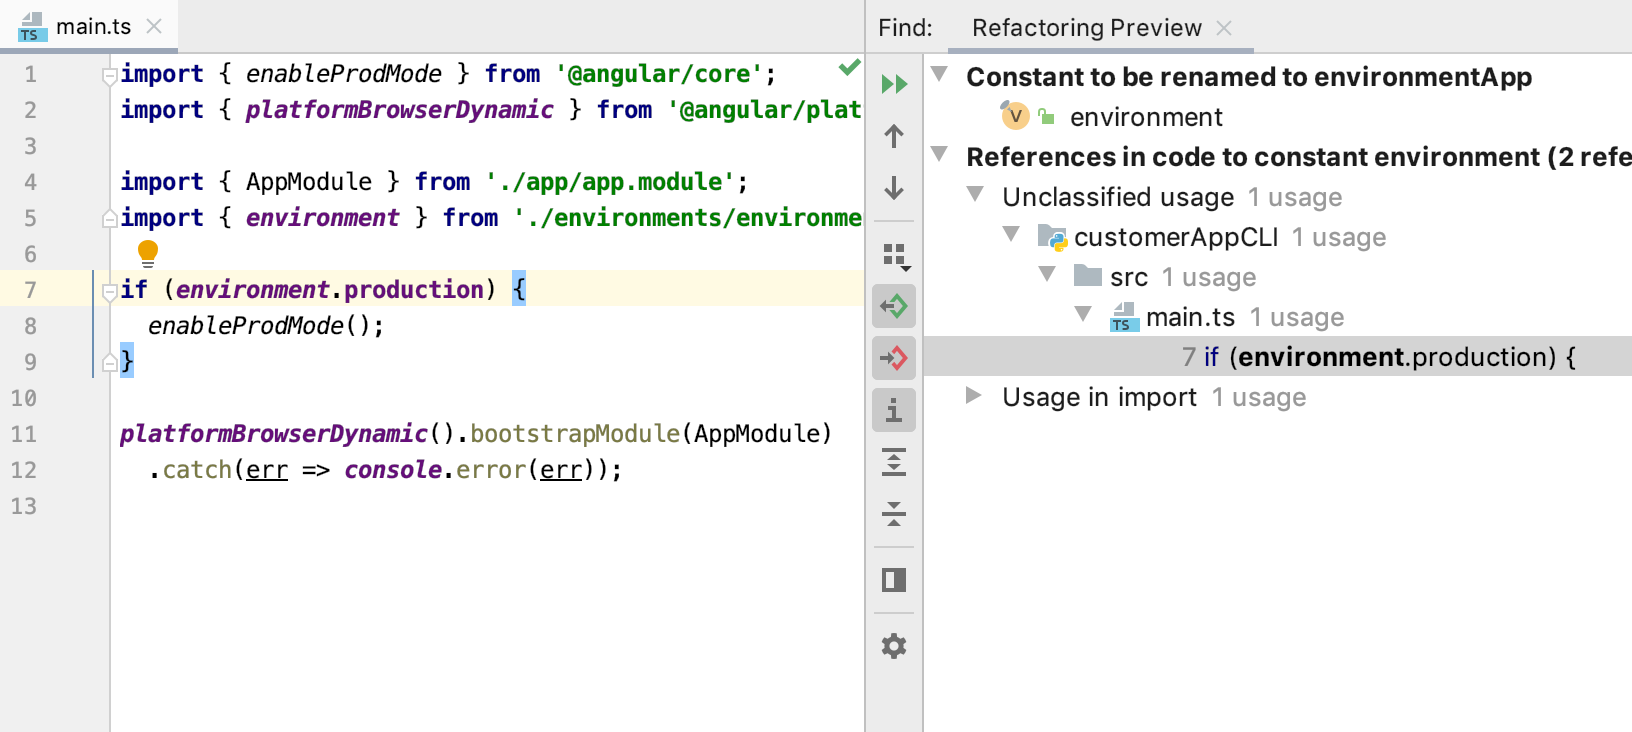 main.ts
1 import { enableProdMode } from '@angular/core';
2 import { platformBrowserDynamic } from '@angular/plat
3
4 import { AppModule } from './app/app.module';
5 import { environment } from './environments/environme
6
7 if (environment.production) {
8 enableProdMode();
9 }
10
11 platformBrowserDynamic().bootstrapModule(AppModule)
12 .catch(err => console.error(err));
13
Find: Refactoring Preview
Constant to be renamed to environmentApp
V environment
References in code to constant environment (2 refe
Unclassified usage 1 usage
customerAppCLI 1 usage
src 1 usage
TS main.ts 1 usage
7 if (environment.production) {
Usage in import 1 usage